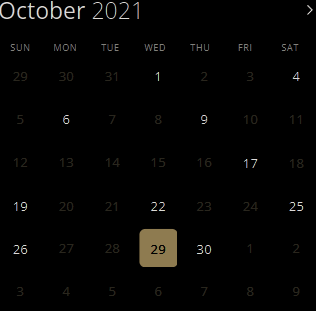 October 2021
SUN MON TUE WED THU FRI SAT
29 30 31 1 2 3 4
5 6 7 8 9 10 11
12 13 14 15 16 17 18
19 20 21 22 23 24 25
26 27 28 29 30 1 2
3 4 5 6 7 8 9